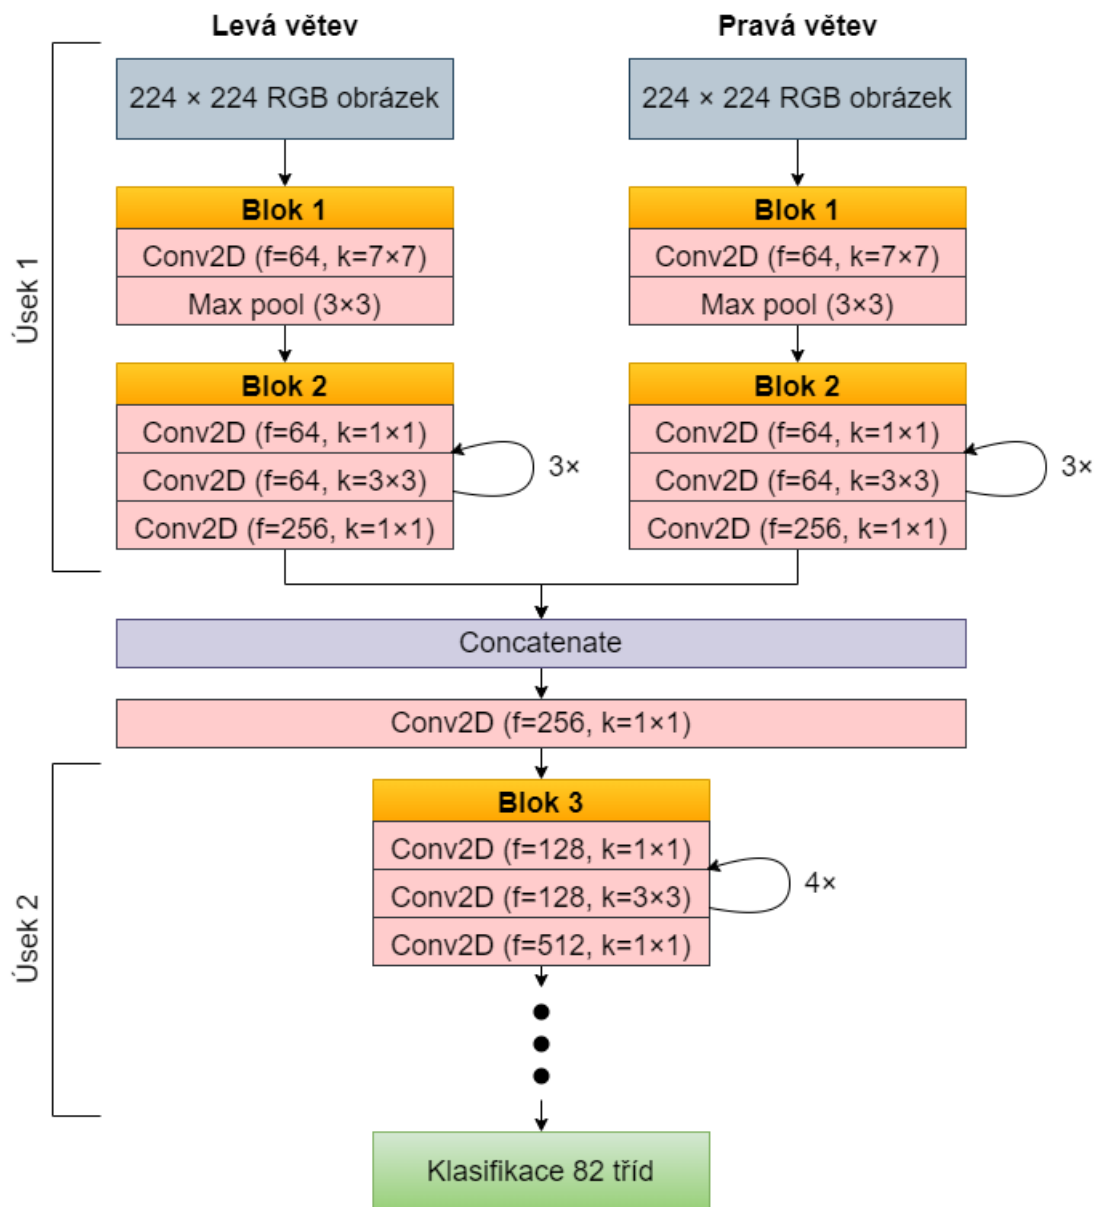 Levá větev
Pravá větev
Úsek 1
224 × 224 RGB obrázek
224 × 224 RGB obrázek
Blok 1
Conv2D (f=64, k=7×7)
Max pool (3×3)
Blok 1
Conv2D (f=64, k=7×7)
Max pool (3×3)
Blok 2
Conv2D (f=64, k=1×1)
Conv2D (f=64, k=3×3)
Conv2D (f=256, k=1×1)
3×
Blok 2
Conv2D (f=64, k=1×1)
Conv2D (f=64, k=3×3)
Conv2D (f=256, k=1×1)
3×
Concatenate
Conv2D (f=256, k=1×1)
Úsek 2
Blok 3
Conv2D (f=128, k=1×1)
Conv2D (f=128, k=3×3)
Conv2D (f=512, k=1×1)
4×
Klasifikace 82 tříd